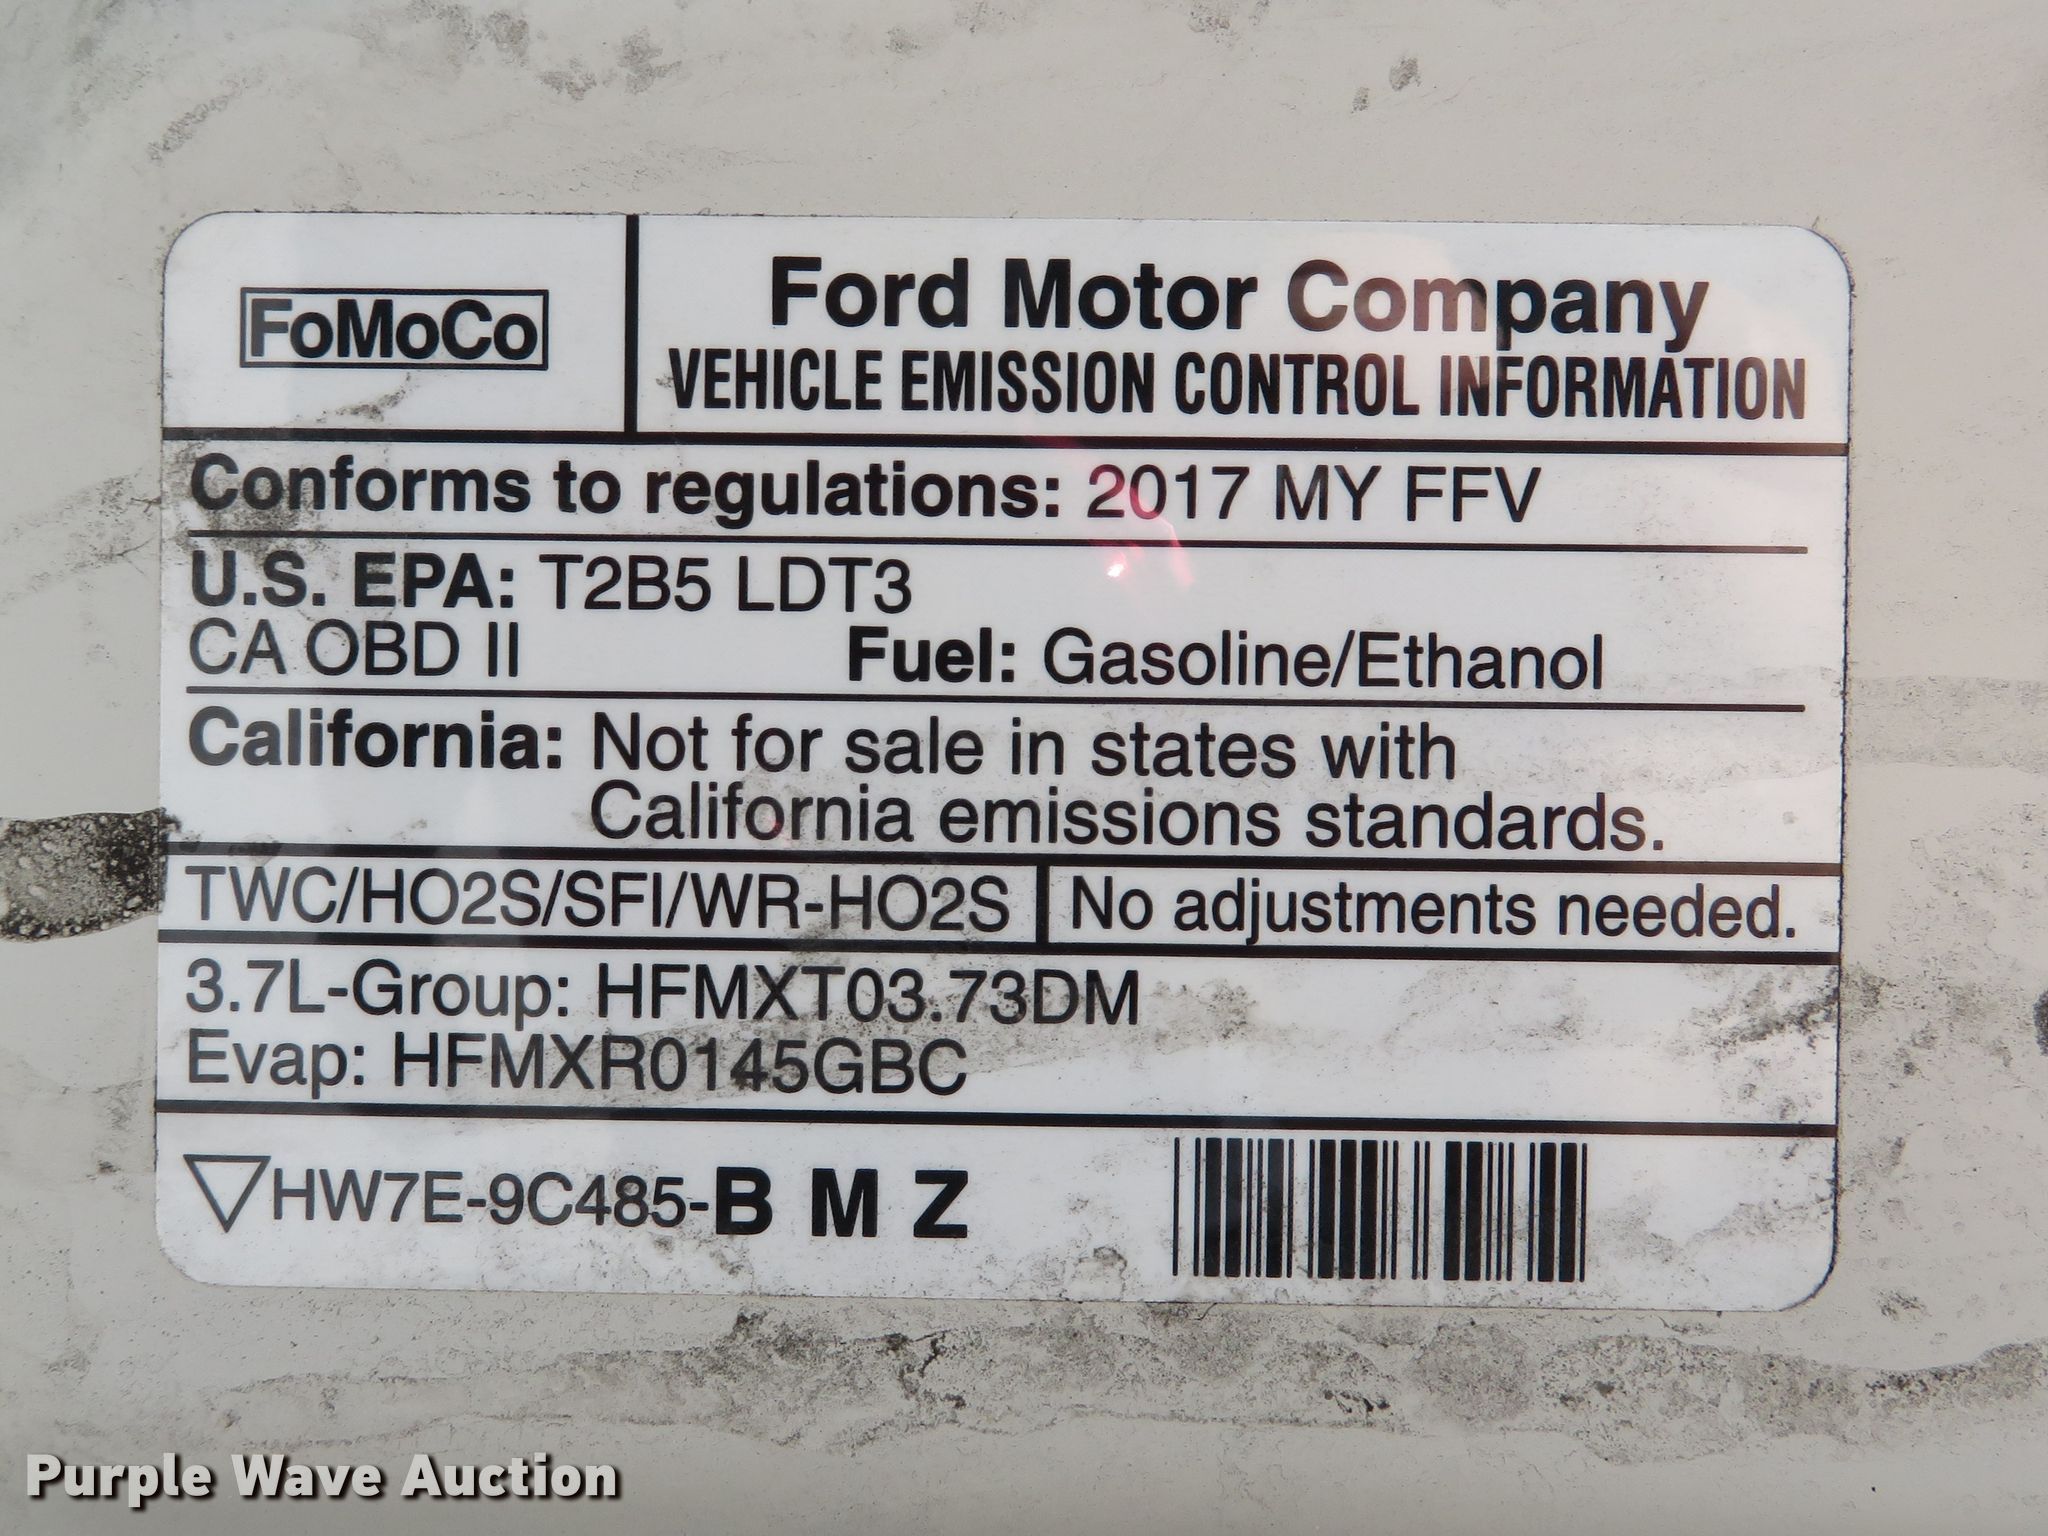 FoMoCo
Ford Motor Company
VEHICLE EMISSION CONTROL INFORMATION
Conforms to regulations: 2017 MY FFV
U.S. EPA: T2B5 LDT3
CA OBD II Fuel: Gasoline/Ethanol
California: Not for sale in states with
California emissions standards.
TWC/HO2S/SFI/WR-HO2S No adjustments needed.
3.7L-Group: HFMXT03.73DM
Evap: HFMXR0145GBC
HW7E-9C485-B M Z
Purple Wave Auction